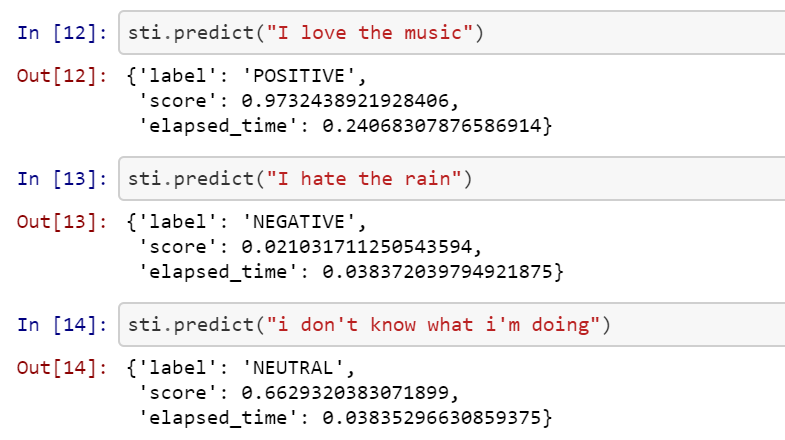 In [12]: sti.predict("I love the music")
Out[12]: {'label': 'POSITIVE',
'score': 0.9732438921928406,
'elapsed_time': 0.24068307876586914}
In [13]: sti.predict("I hate the rain")
Out[13]: {'label': 'NEGATIVE',
'score': 0.021031711250543594,
'elapsed_time': 0.038372039794921875}
In [14]: sti.predict("i don't know what i'm doing")
Out[14]: {'label': 'NEUTRAL',
'score': 0.6629320383071899,
'elapsed_time': 0.03835296630859375}